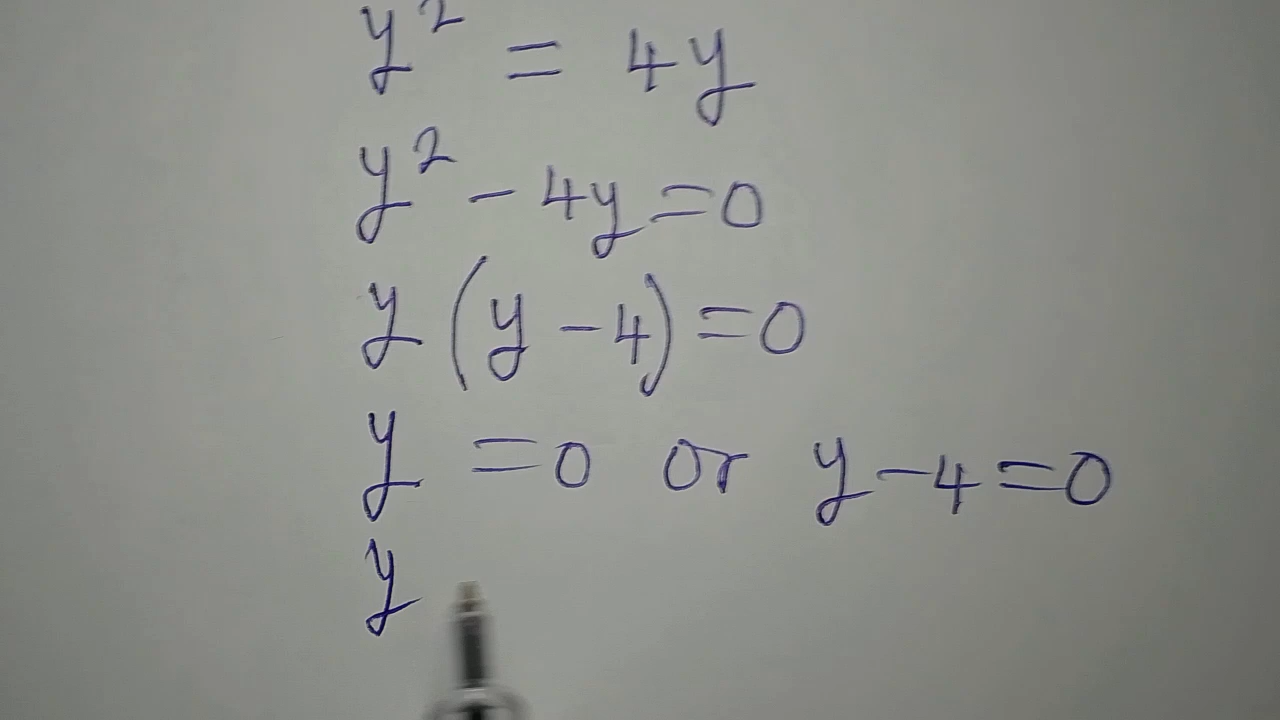 y² = 4y
y² - 4y = 0
y (y - 4) = 0
y = 0 or y - 4 = 0
y